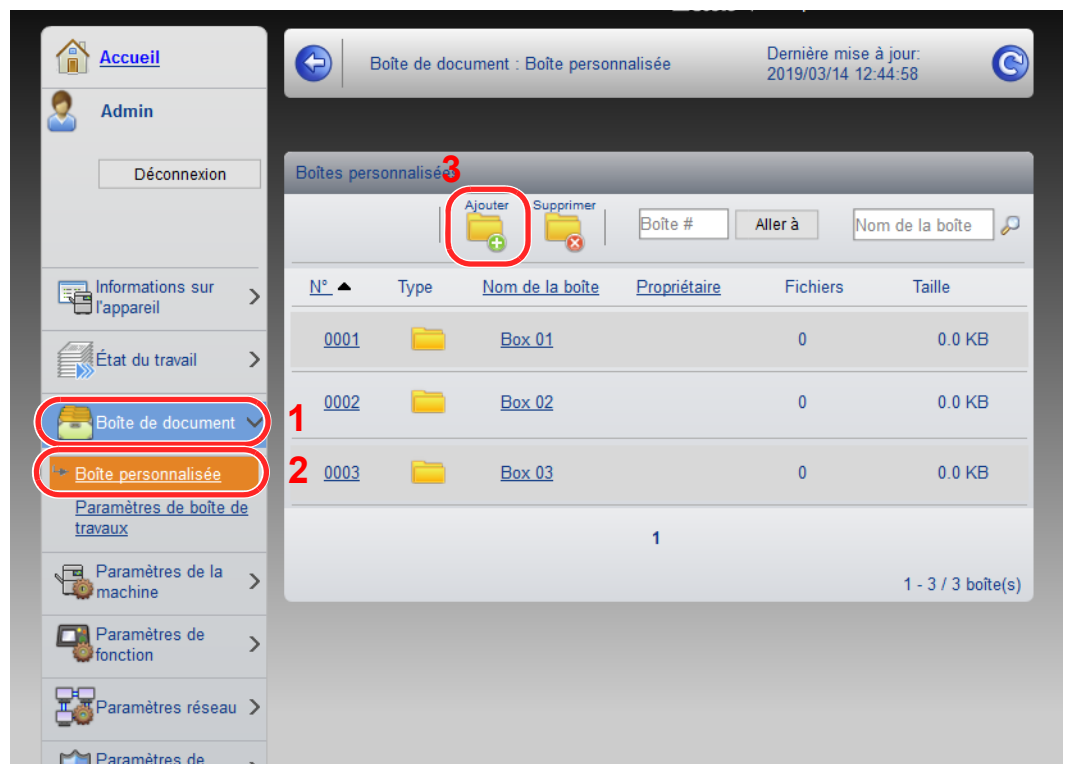 Accueil
Admin
Déconnexion
Informations sur
l'appareil
État du travail
Boîte de document
1
Boîte personnalisée
2
Paramètres de boîte de
travaux
Paramètres de la
machine
Paramètres de
fonction
Paramètres réseau
Paramètres de
Boîte de document : Boîte personnalisée
Dernière mise à jour:
2019/03/14 12:44:58
Boîtes personnalisées
3
Ajouter Supprimer
Boîte # Aller à Nom de la boîte
N° Type Nom de la boîte Propriétaire Fichiers Taille
0001 Box 01 0 0.0 KB
0002 Box 02 0 0.0 KB
0003 Box 03 0 0.0 KB
1
1 - 3 / 3 boîte(s)